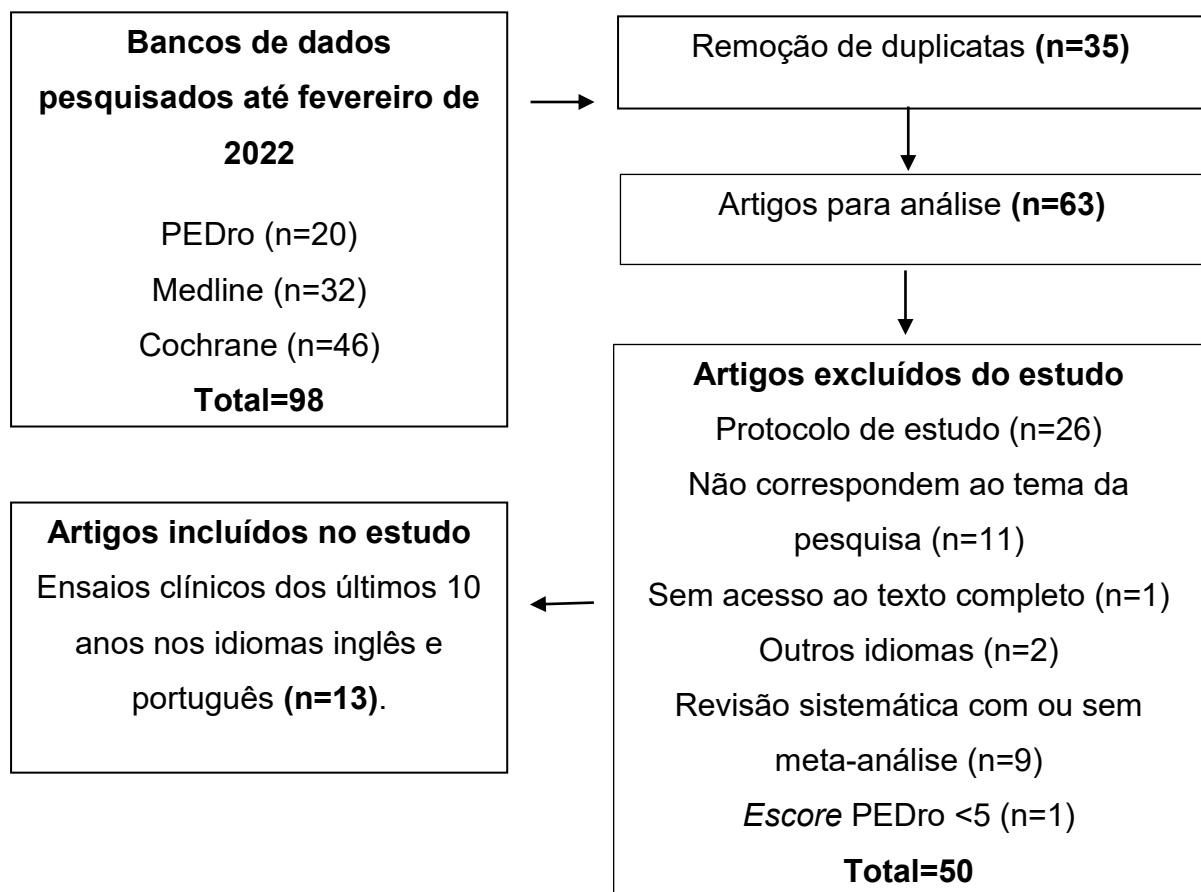 Bancos de dados
pesquisados até fevereiro de
2022
PEDro (n=20)
Medline (n=32)
Cochrane (n=46)
Total=98
Remoção de duplicatas (n=35)
Artigos para análise (n=63)
Artigos excluídos do estudo
Protocolo de estudo (n=26)
Não correspondem ao tema da
pesquisa (n=11)
Sem acesso ao texto completo (n=1)
Outros idiomas (n=2)
Revisão sistemática com ou sem
meta-análise (n=9)
Escore PEDro <5 (n=1)
Total=50
Artigos incluídos no estudo
Ensaios clínicos dos últimos 10
anos nos idiomas inglês e
português (n=13).